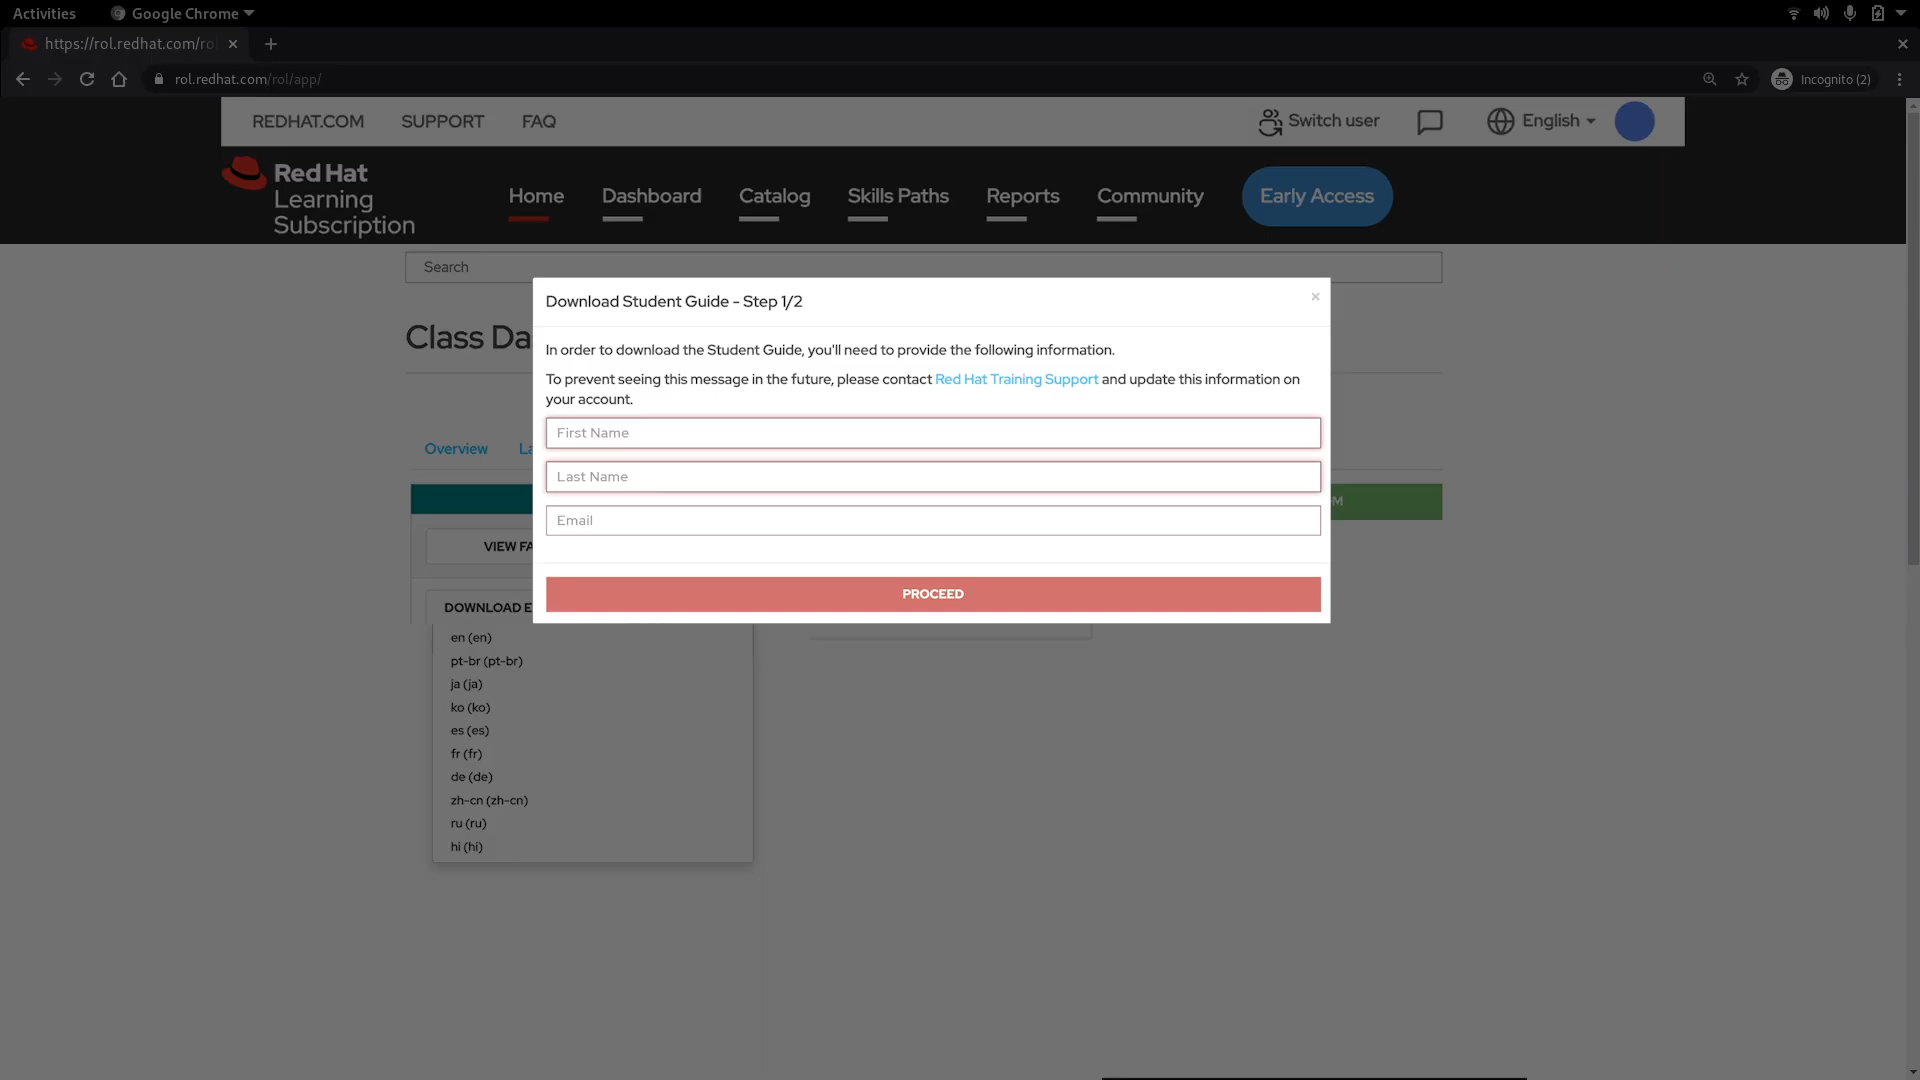 Activities
Google Chrome
https://rol.redhat.com/ro
rol.redhat.com/rol/app/
Incognito (2)
REDHAT.COM
SUPPORT
FAQ
Switch user
English
Red Hat
Learning
Subscription
Home
Dashboard
Catalog
Skills Paths
Reports
Community
Early Access
Search
Class Da
Download Student Guide - Step 1/2
×
In order to download the Student Guide, you'll need to provide the following information.
To prevent seeing this message in the future, please contact Red Hat Training Support and update this information on
your account.
First Name
Overview
La
Last Name
M
Email
VIEW FA
PROCEED
DOWNLOAD E
en (en)
pt-br (pt-br)
ja (ja)
ko (ko)
es (es)
fr (fr)
de (de)
zh-cn (zh-cn)
ru (ru)
hi (hi)